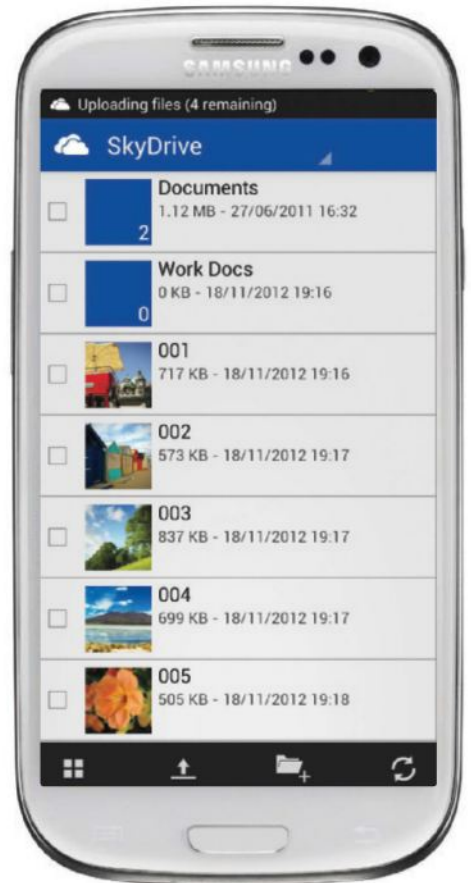 SAMSUNG
Uploading files (4 remaining)
SkyDrive
Documents
1.12 MB - 27/06/2011 16:32
2
Work Docs
0 KB - 18/11/2012 19:16
0
001
717 KB - 18/11/2012 19:16
002
573 KB - 18/11/2012 19:17
003
837 KB - 18/11/2012 19:17
004
699 KB - 18/11/2012 19:17
005
505 KB - 18/11/2012 19:18